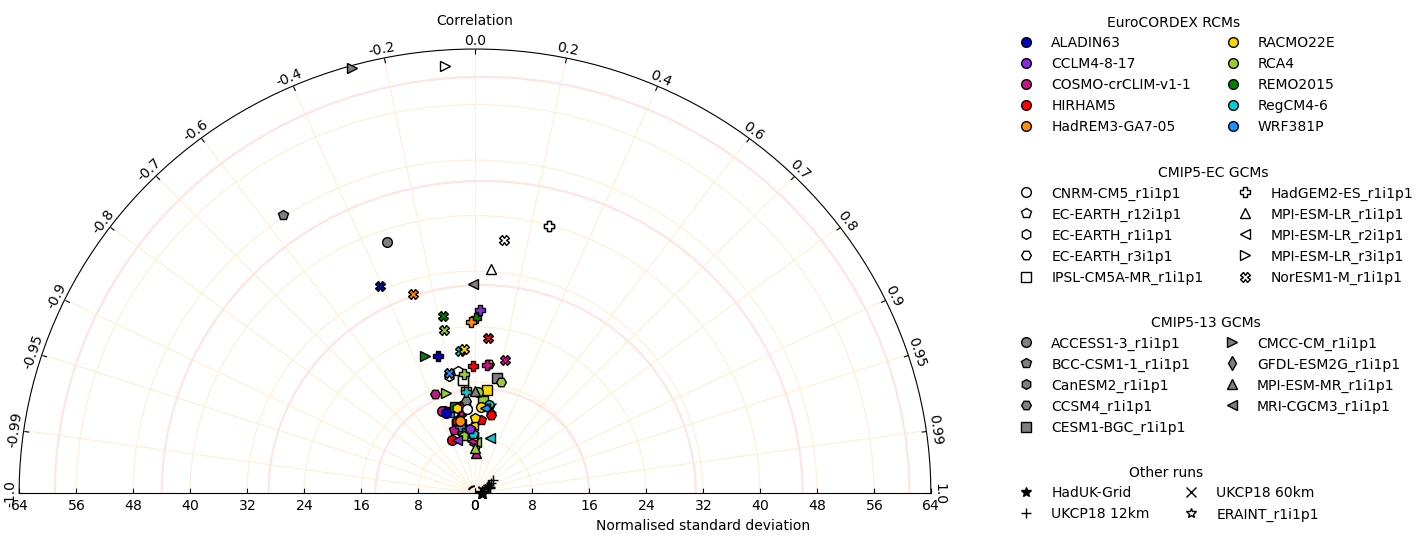 Correlation
-0.2 0.0 0.2
-0.4 0.4
-0.6 0.6
-0.7 0.7
-0.8 0.8
-0.9 0.9
-0.95 0.95
-0.99 0.99
-1.0 1.0
64 56 48 40 32 24 16 8 0 8 16 24 32 40 48 56 64
Normalised standard deviation
EuroCORDEX RCMs
ALADIN63 RACMO22E
CCLM4-8-17 RCA4
COSMO-crCLIM-v1-1 REMO2015
HIRHAM5 RegCM4-6
HadREM3-GA7-05 WRF381P
CMIP5-EC GCMs
CNRM-CM5_r1i1p1 HadGEM2-ES_r1i1p1
EC-EARTH_r12i1p1 MPI-ESM-LR_r1i1p1
EC-EARTH_r1i1p1 MPI-ESM-LR_r2i1p1
EC-EARTH_r3i1p1 MPI-ESM-LR_r3i1p1
IPSL-CM5A-MR_r1i1p1 NorESM1-M_r1i1p1
CMIP5-13 GCMs
ACCESS1-3_r1i1p1 CMCC-CM_r1i1p1
BCC-CSM1-1_r1i1p1 GFDL-ESM2G_r1i1p1
CanESM2_r1i1p1 MPI-ESM-MR_r1i1p1
CCSM4_r1i1p1 MRI-CGCM3_r1i1p1
CESM1-BGC_r1i1p1
Other runs
HadUK-Grid UKCP18 60km
UKCP18 12km ERAINT_r1i1p1